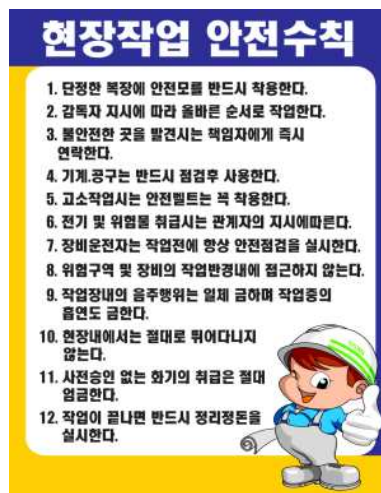 현장작업 안전수칙
1. 단정한 복장에 안전모를 반드시 착용한다.
2. 감독자 지시에 따라 올바른 순서로 작업한다.
3. 불안전한 곳을 발견시는 책임자에게 즉시
연락한다.
4. 기계.공구는 반드시 점검후 사용한다.
5. 고소작업시는 안전벨트는 꼭 착용한다.
6. 전기 및 위험물 취급시는 관계자의 지시에따른다.
7. 장비운전자는 작업전에 항상 안전점검을 실시한다.
8. 위험구역 및 장비의 작업반경내에 접근하지 않는다.
9. 작업장내의 음주행위는 일체 금하며 작업중의
흡연도 금한다.
10. 현장내에서는 절대로 뛰어다니지
않는다.
11. 사전승인 없는 화기의 취급은 절대
엄금한다.
12. 작업이 끝나면 반드시 정리정돈을
실시한다.